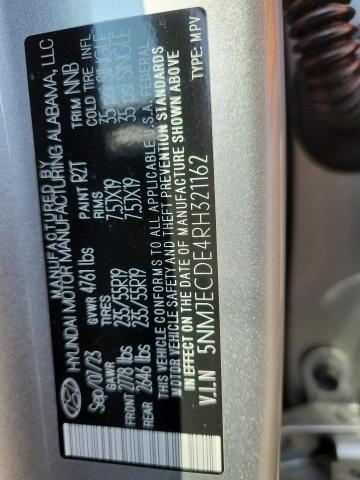 MANUFACTURED BY
HYUNDAI MOTOR MANUFACTURING ALABAMA, LLC
Sep/07/23 GVWR 4761 lbs PAINT R2T TRIM NNB
GAWR TIRES RIMS COLD TIRE INFL
FRONT 2778 lbs 235/55R19 7.5JX19 35 psi SINGLE
REAR 2646 lbs 235/55R19 7.5JX19 35 psi SINGLE
THIS VEHICLE CONFORMS TO ALL APPLICABLE U.S.A. FEDERAL
MOTOR VEHICLE SAFETY AND THEFT PREVENTION STANDARDS
IN EFFECT ON THE DATE OF MANUFACTURE SHOWN ABOVE
V.I.N 5NMJECDE4RH321162 TYPE: MPV